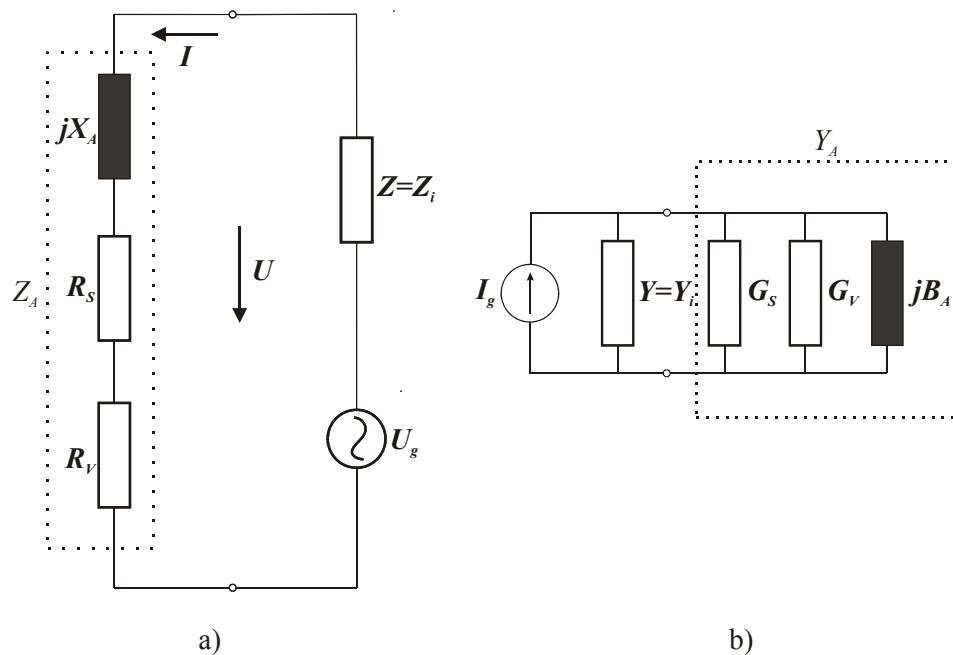 I
jX_A
Z=Z_i
Z_A
R_S
U
R_V
U_g
a)
Y_A
I_g
Y=Y_i
G_S
G_V
jB_A
b)